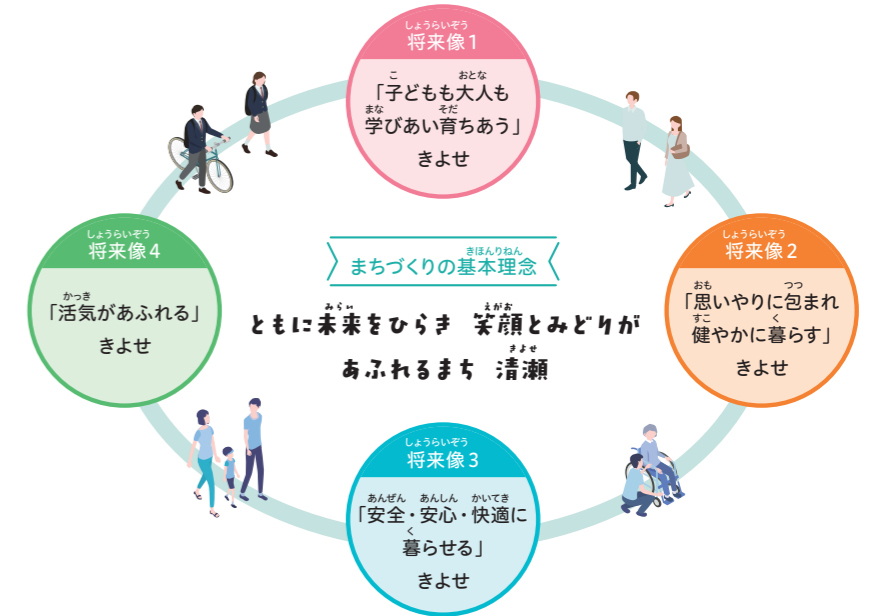 しょうらいぞう
将来像1
こ おとな
「子どもも大人も
まな そだ
学びあい育ちあう」
きよせ
しょうらいぞう
将来像2
おも つつ
「思いやりに包まれ
すこ く
健やかに暮らす」
きよせ
しょうらいぞう
将来像3
あんぜん あんしん かいてき
「安全・安心・快適に
く
暮らせる」
きよせ
しょうらいぞう
将来像4
かっき
「活気があふれる」
きよせ
きほんりねん
まちづくりの基本理念
みらい えがお
ともに未来をひらき 笑顔とみどりが
きよせ
あふれるまち 清瀬